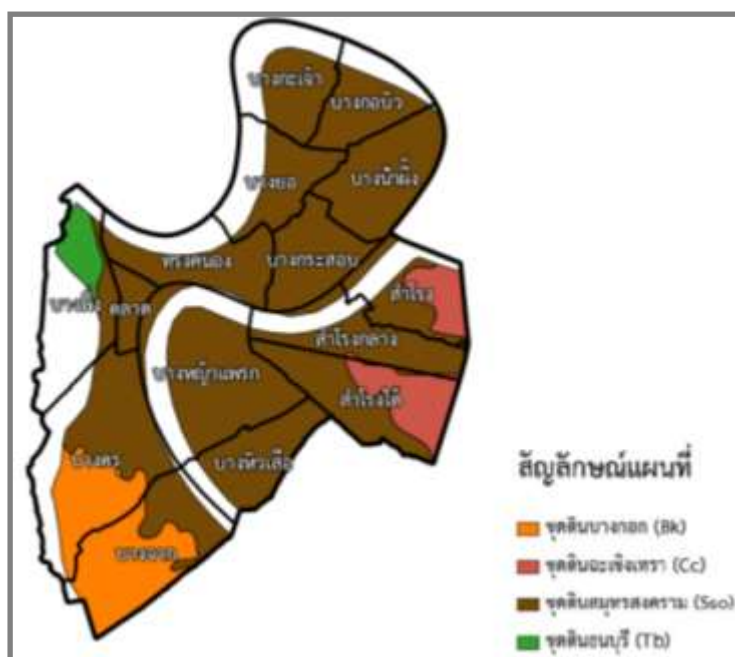 บางกะเจ้า
บางกอบัว
บางน้ำผึ้ง
บางยอ
ทรงคนอง
บางกระสอบ
สำโรง
บางพึ่ง
ตลาด
สำโรงกลาง
บางหญ้าแพรก
สำโรงใต้
บางครุ
บางหัวเสือ
บางจาก
สัญลักษณ์แผนที่
ชุดดินบางกอก (Bk)
ชุดดินฉะเชิงเทรา (Cc)
ชุดดินสมุทรสงคราม (Sso)
ชุดดินธนบุรี (Tb)